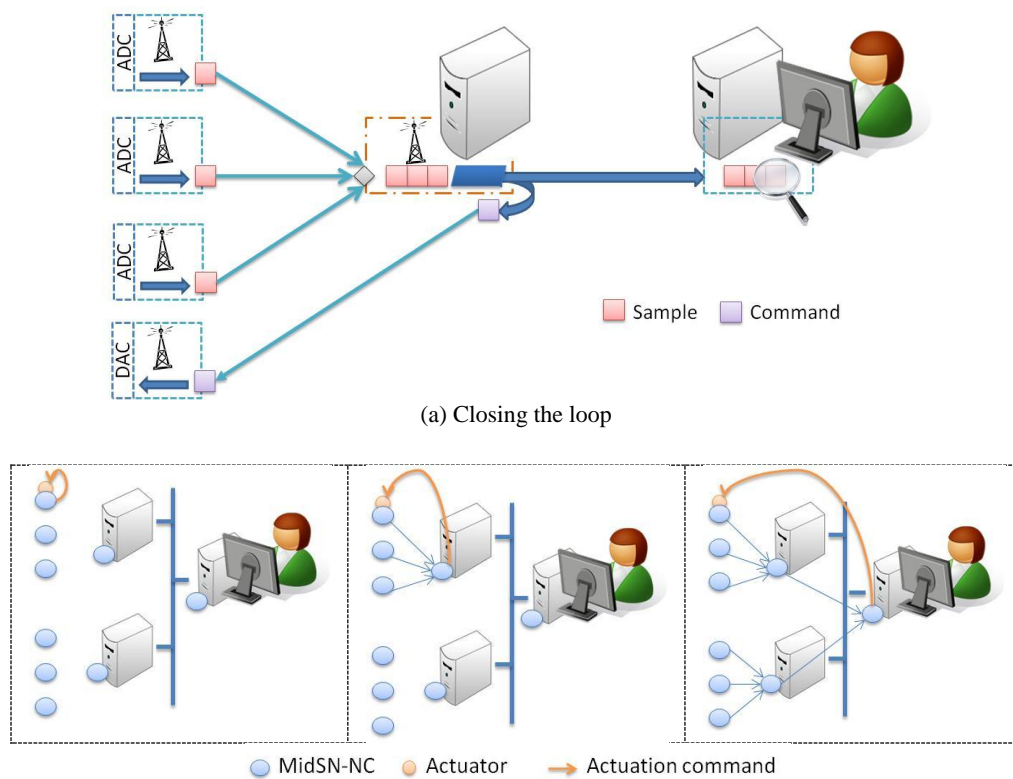 ADC
ADC
ADC
DAC
Sample
Command
(a) Closing the loop
MidSN-NC
Actuator
Actuation command